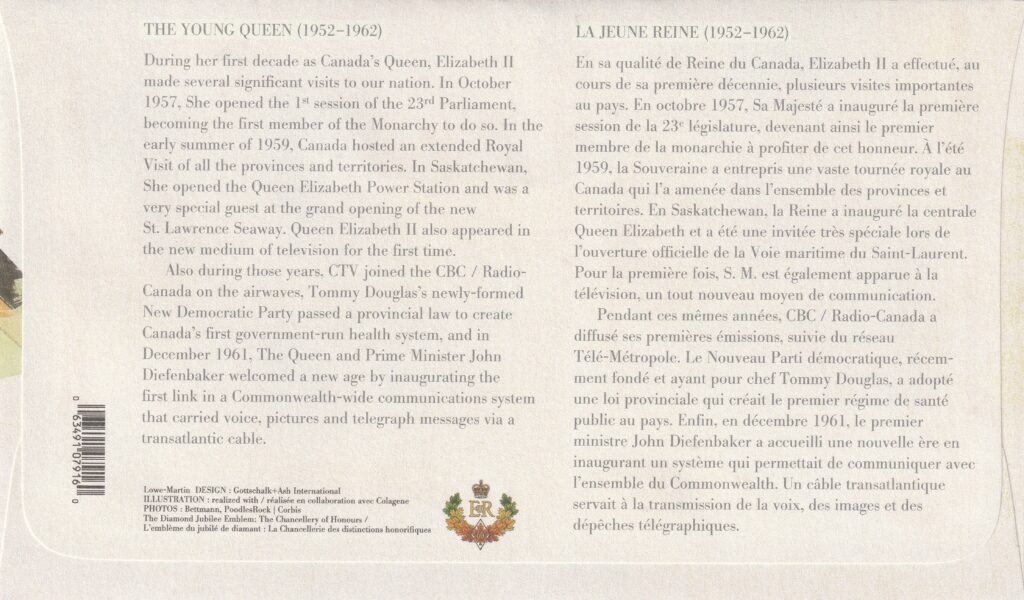 THE YOUNG QUEEN (1952–1962)
During her first decade as Canada's Queen, Elizabeth II
made several significant visits to our nation. In October
1957, She opened the 1st session of the 23rd Parliament,
becoming the first member of the Monarchy to do so. In the
early summer of 1959, Canada hosted an extended Royal
Visit of all the provinces and territories. In Saskatchewan,
She opened the Queen Elizabeth Power Station and was a
very special guest at the grand opening of the new
St. Lawrence Seaway. Queen Elizabeth II also appeared in
the new medium of television for the first time.
Also during those years, CTV joined the CBC / Radio-
Canada on the airwaves, Tommy Douglas's newly-formed
New Democratic Party passed a provincial law to create
Canada's first government-run health system, and in
December 1961, The Queen and Prime Minister John
Diefenbaker welcomed a new age by inaugurating the
first link in a Commonwealth-wide communications system
that carried voice, pictures and telegraph messages via a
transatlantic cable.
LA JEUNE REINE (1952–1962)
En sa qualité de Reine du Canada, Elizabeth II a effectué, au
cours de sa première décennie, plusieurs visites importantes
au pays. En octobre 1957, Sa Majesté a inauguré la première
session de la 23e législature, devenant ainsi le premier
membre de la monarchie à profiter de cet honneur. À l'été
1959, la Souveraine a entrepris une vaste tournée royale au
Canada qui l'a amenée dans l'ensemble des provinces et
territoires. En Saskatchewan, la Reine a inauguré la centrale
Queen Elizabeth et a été une invitée très spéciale lors de
l'ouverture officielle de la Voie maritime du Saint-Laurent.
Pour la première fois, S. M. est également apparue à la
télévision, un tout nouveau moyen de communication.
Pendant ces mêmes années, CBC / Radio-Canada a
diffusé ses premières émissions, suivie du réseau
Télé-Métropole. Le Nouveau Parti démocratique, récem-
ment fondé et ayant pour chef Tommy Douglas, a adopté
une loi provinciale qui créait le premier régime de santé
public au pays. Enfin, en décembre 1961, le premier
ministre John Diefenbaker a accueilli une nouvelle ère en
inaugurant un système qui permettait de communiquer avec
l'ensemble du Commonwealth. Un câble transatlantique
servait à la transmission de la voix, des images et des
dépêches télégraphiques.
0 63491 07916 0
Lowe-Martin DESIGN : Gottschalk+Ash International
ILLUSTRATION : realized with / réalisée en collaboration avec Colagene
PHOTOS : Bettmann, PoodlesRock | Corbis
The Diamond Jubilee Emblem; The Chancellery of Honours /
L'emblème du jubilé de diamant : La Chancellerie des distinctions honorifiques
EIIR